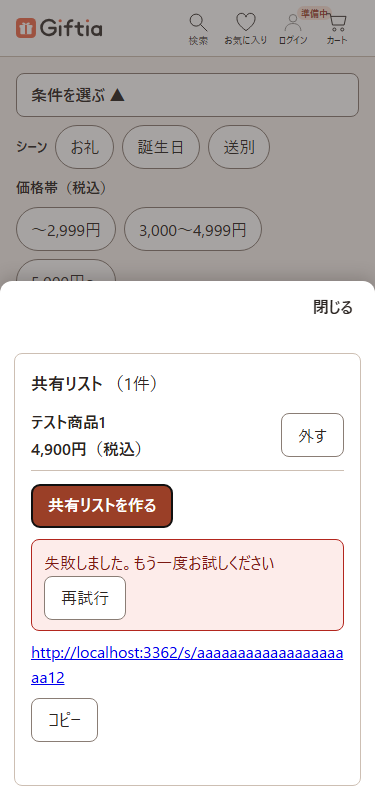 Giftia
検索
お気に入り
ログイン
準備中
カート
条件を選ぶ ▲
シーン
お礼
誕生日
送別
価格帯（税込）
〜2,999円
3,000〜4,999円
閉じる
共有リスト（1件）
テスト商品1
4,900円（税込）
外す
共有リストを作る
失敗しました。もう一度お試しください
再試行
http://localhost:3362/s/aaaaaaaaaaaaaaaaaa
aa12
コピー